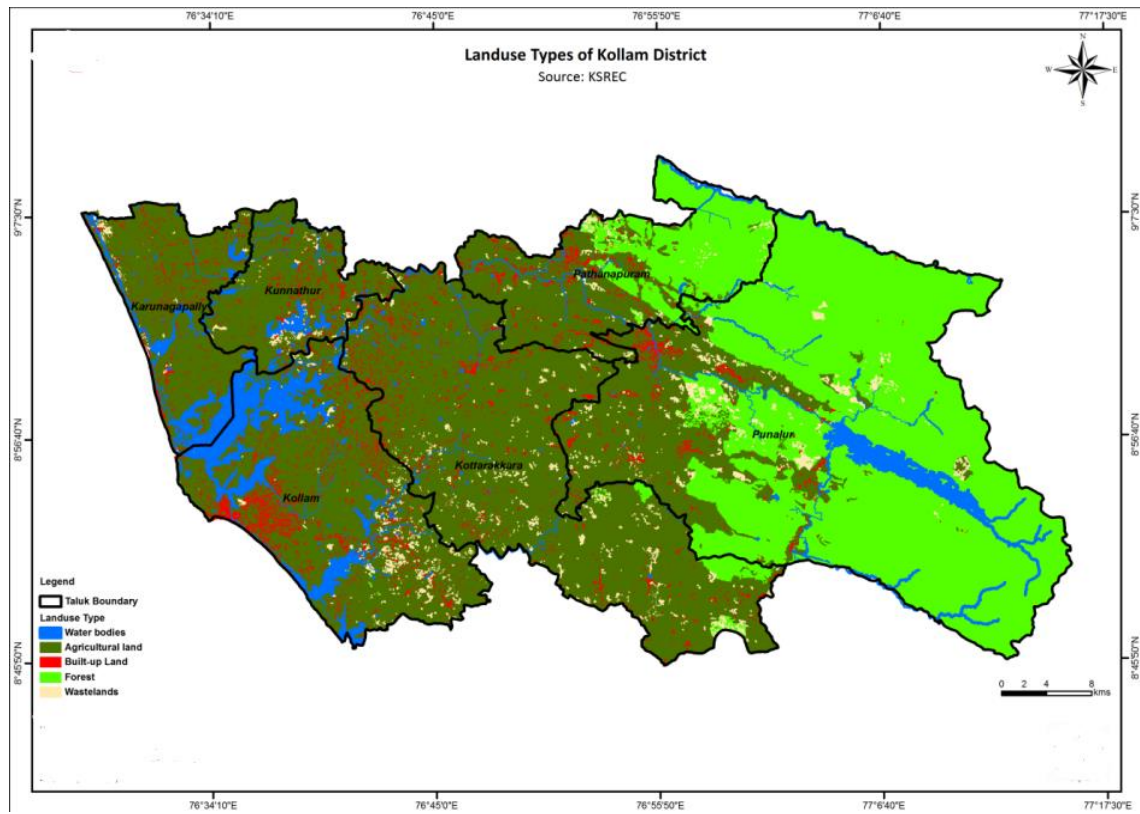 76°34'10"E 76°45'0"E 76°55'50"E 77°6'40"E 77°17'30"E
Landuse Types of Kollam District
Source: KSREC
N
W E
S
9°7'30"N 9°7'30"N
Pathanapuram
Kunnathur
Karunagapally
8°56'40"N 8°56'40"N
Punalur
Kottarakkara
Kollam
Legend
Taluk Boundary
Landuse Type
Water bodies
Agricultural land
Built-up Land
Forest
Wastelands
8°45'50"N 8°45'50"N
0 2 4 8
kms
76°34'10"E 76°45'0"E 76°55'50"E 77°6'40"E 77°17'30"E